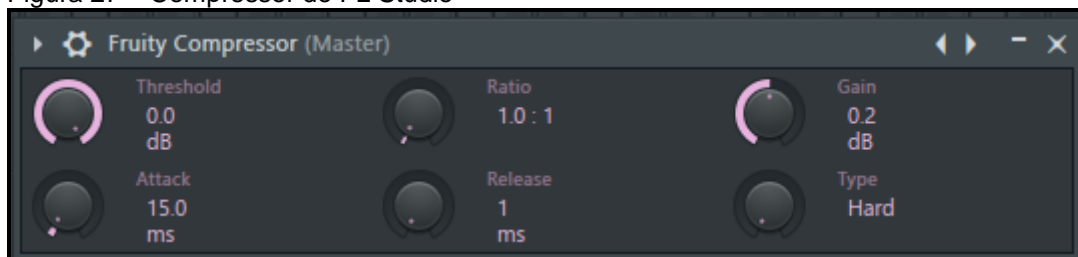 Figura 27 – Compressor do FL Studio
Fruity Compressor (Master)
Threshold
0.0
dB
Ratio
1.0 : 1
Gain
0.2
dB
Attack
15.0
ms
Release
1
ms
Type
Hard